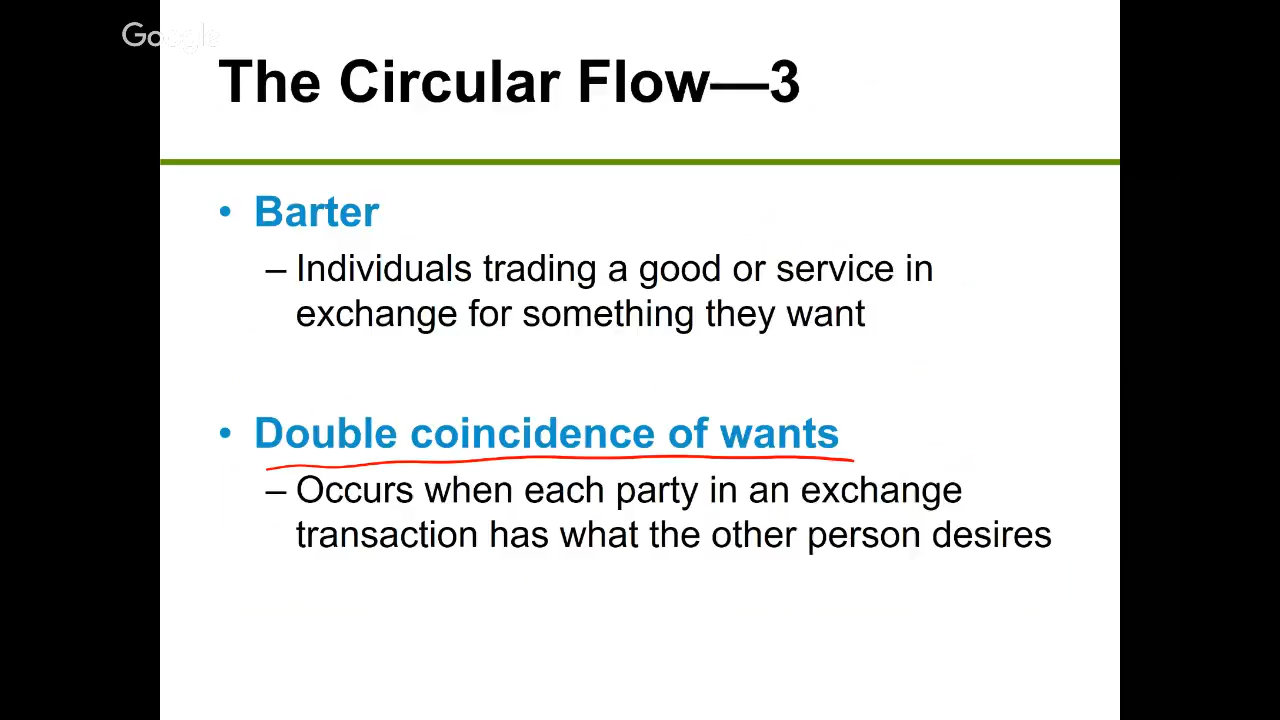 Google
The Circular Flow—3
• Barter
– Individuals trading a good or service in
exchange for something they want
• Double coincidence of wants
– Occurs when each party in an exchange
transaction has what the other person desires